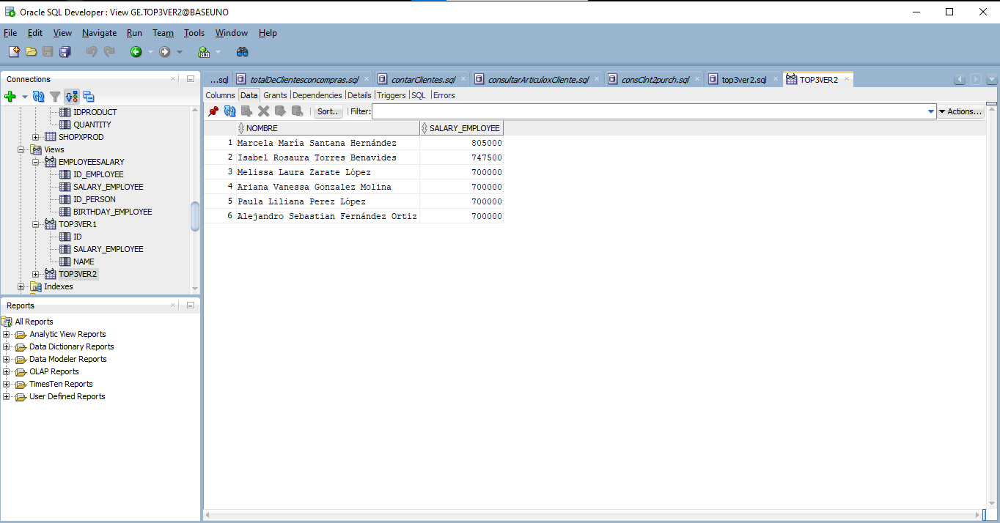 Oracle SQL Developer : View GE.TOP3VER2@BASEUNO
File Edit View Navigate Run Team Tools Window Help
Connections
IDPRODUCT
QUANTITY
SHOPXPROD
Views
EMPLOYEESALARY
ID_EMPLOYEE
SALARY_EMPLOYEE
ID_PERSON
BIRTHDAY_EMPLOYEE
TOP3VER1
ID
SALARY_EMPLOYEE
NAME
TOP3VER2
Indexes
Reports
All Reports
Analytic View Reports
Data Dictionary Reports
Data Modeler Reports
OLAP Reports
TimesTen Reports
User Defined Reports
...sql totalDeClientesconcompras.sql contarClientes.sql consultarArticuloxCliente.sql consClnt2purch.sql top3ver2.sql TOP3VER2
Columns Data Grants Dependencies Details Triggers SQL Errors
Sort.. Filter: Actions...
NOMBRE SALARY_EMPLOYEE
1 Marcela María Santana Hernández 805000
2 Isabel Rosaura Torres Benavides 747500
3 Melissa Laura Zarate López 700000
4 Ariana Vanessa Gonzalez Molina 700000
5 Paula Liliana Perez López 700000
6 Alejandro Sebastian Fernández Ortiz 700000